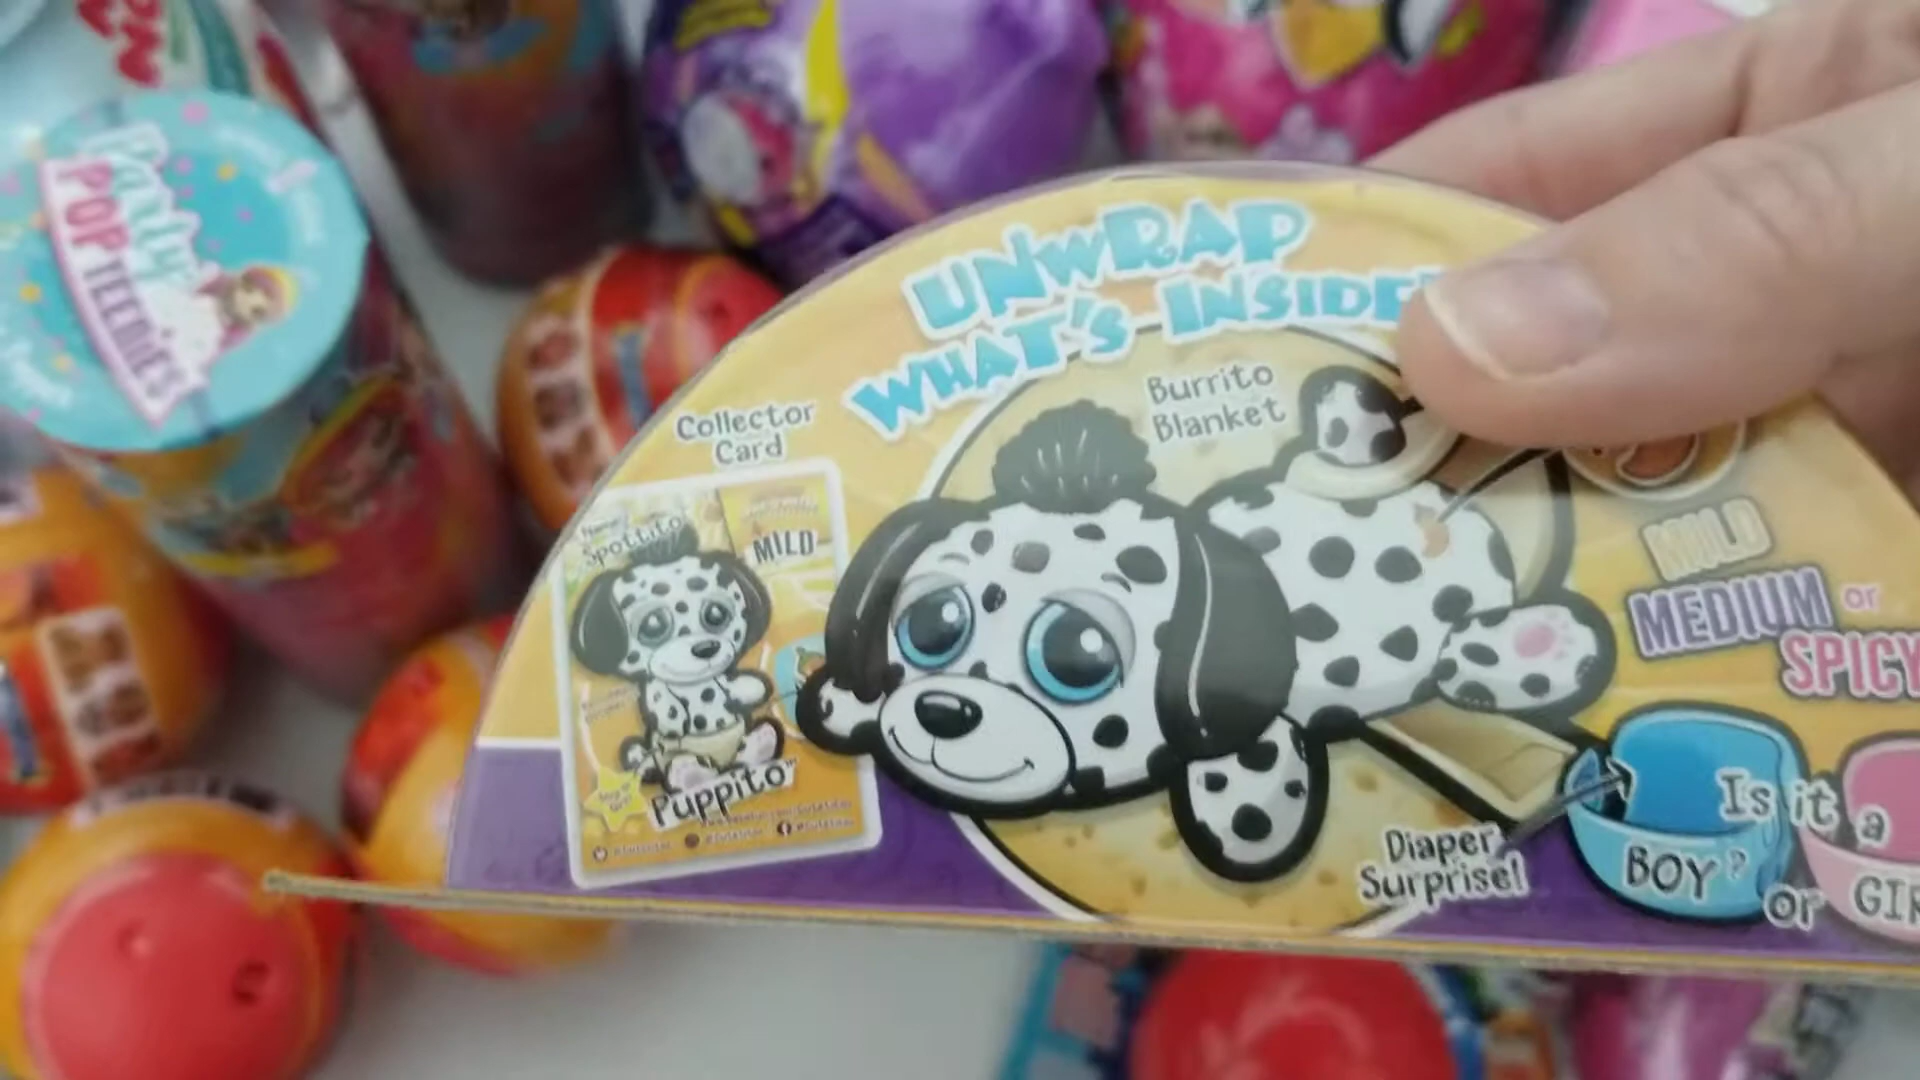 Party
POP TEENIES
UNWRAP
WHAT'S INSIDE
Burrito
Blanket
Collector
Card
Spottito
MILD
Puppito™
MILD
MEDIUM or
SPICY
Diaper
Surprise!
Is it a
BOY?
or